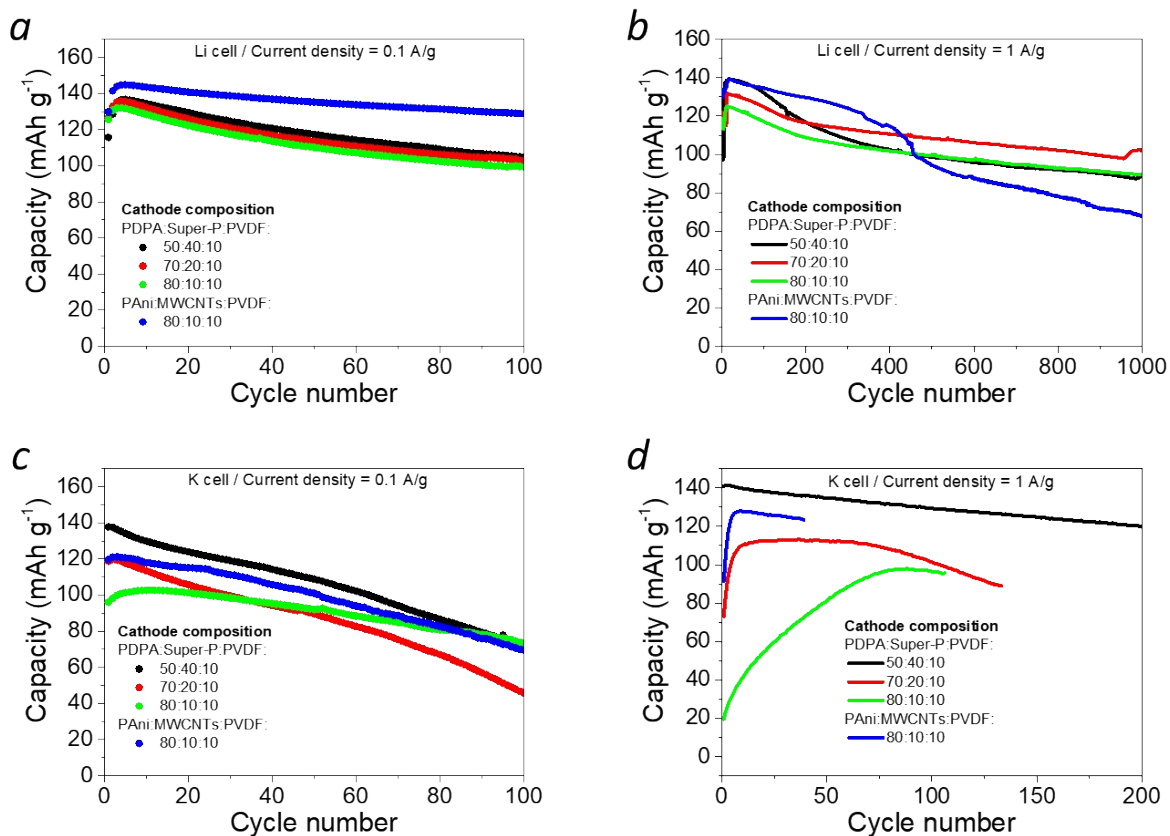 a
Li cell / Current density = 0.1 A/g
Capacity (mAh g-1)
160
140
120
100
80
60
40
20
0
Cathode composition
PDPA:Super-P:PVDF:
50:40:10
70:20:10
80:10:10
PAni:MWCNTs:PVDF:
80:10:10
0 20 40 60 80 100
Cycle number
b
Li cell / Current density = 1 A/g
Capacity (mAh g-1)
160
140
120
100
80
60
40
20
0
Cathode composition
PDPA:Super-P:PVDF:
50:40:10
70:20:10
80:10:10
PAni:MWCNTs:PVDF:
80:10:10
0 200 400 600 800 1000
Cycle number
c
K cell / Current density = 0.1 A/g
Capacity (mAh g-1)
160
140
120
100
80
60
40
20
0
Cathode composition
PDPA:Super-P:PVDF:
50:40:10
70:20:10
80:10:10
PAni:MWCNTs:PVDF:
80:10:10
0 20 40 60 80 100
Cycle number
d
K cell / Current density = 1 A/g
Capacity (mAh g-1)
140
120
100
80
60
40
20
0
Cathode composition
PDPA:Super-P:PVDF:
50:40:10
70:20:10
80:10:10
PAni:MWCNTs:PVDF:
80:10:10
0 50 100 150 200
Cycle number